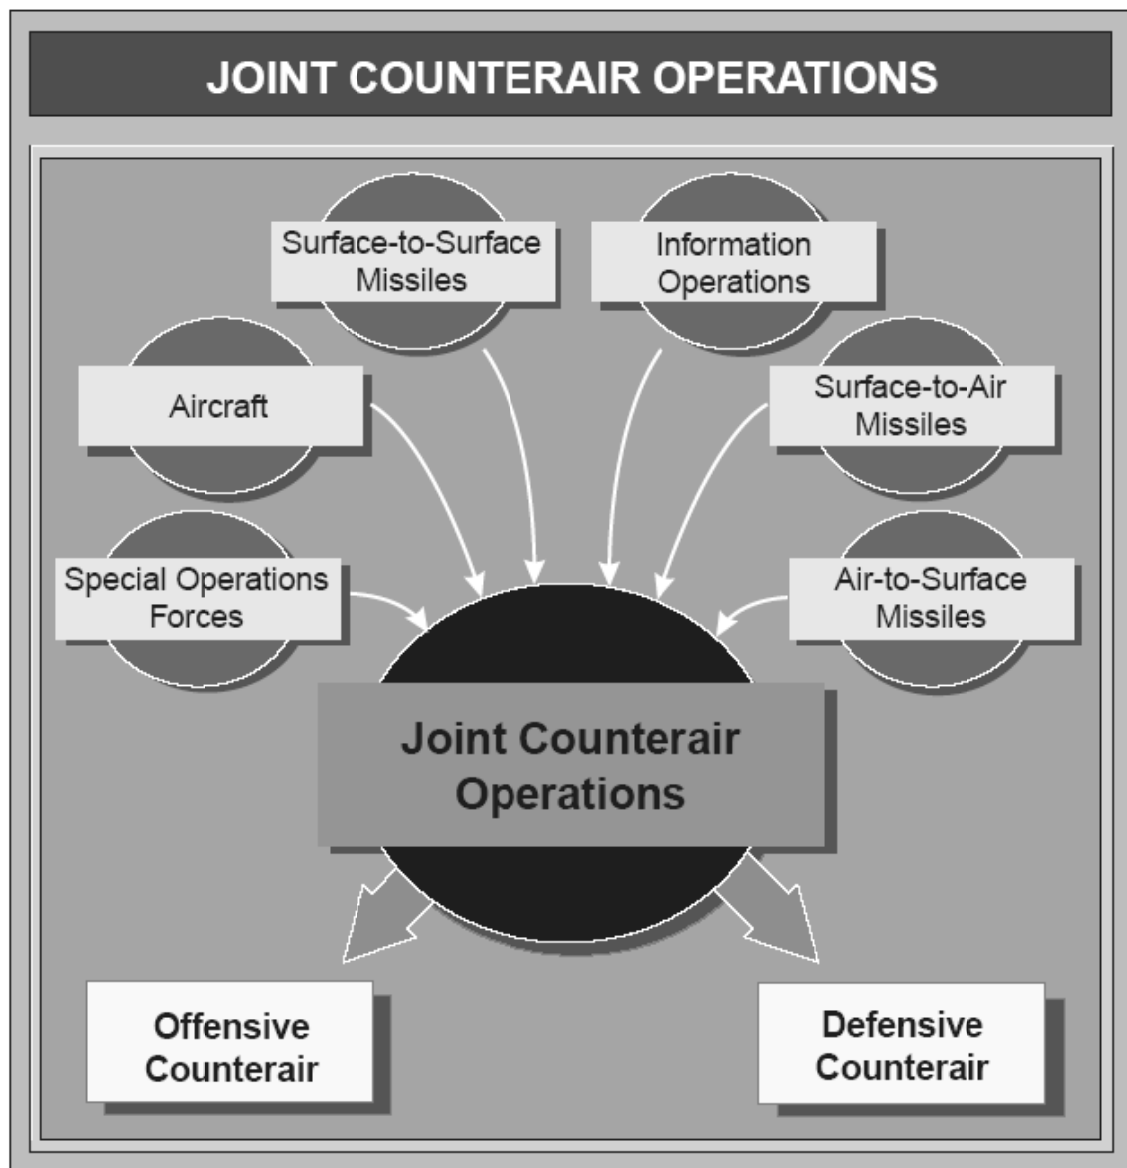 JOINT COUNTERAIR OPERATIONS
Surface-to-Surface
Missiles
Information
Operations
Aircraft
Surface-to-Air
Missiles
Special Operations
Forces
Air-to-Surface
Missiles
Joint Counterair
Operations
Offensive
Counterair
Defensive
Counterair